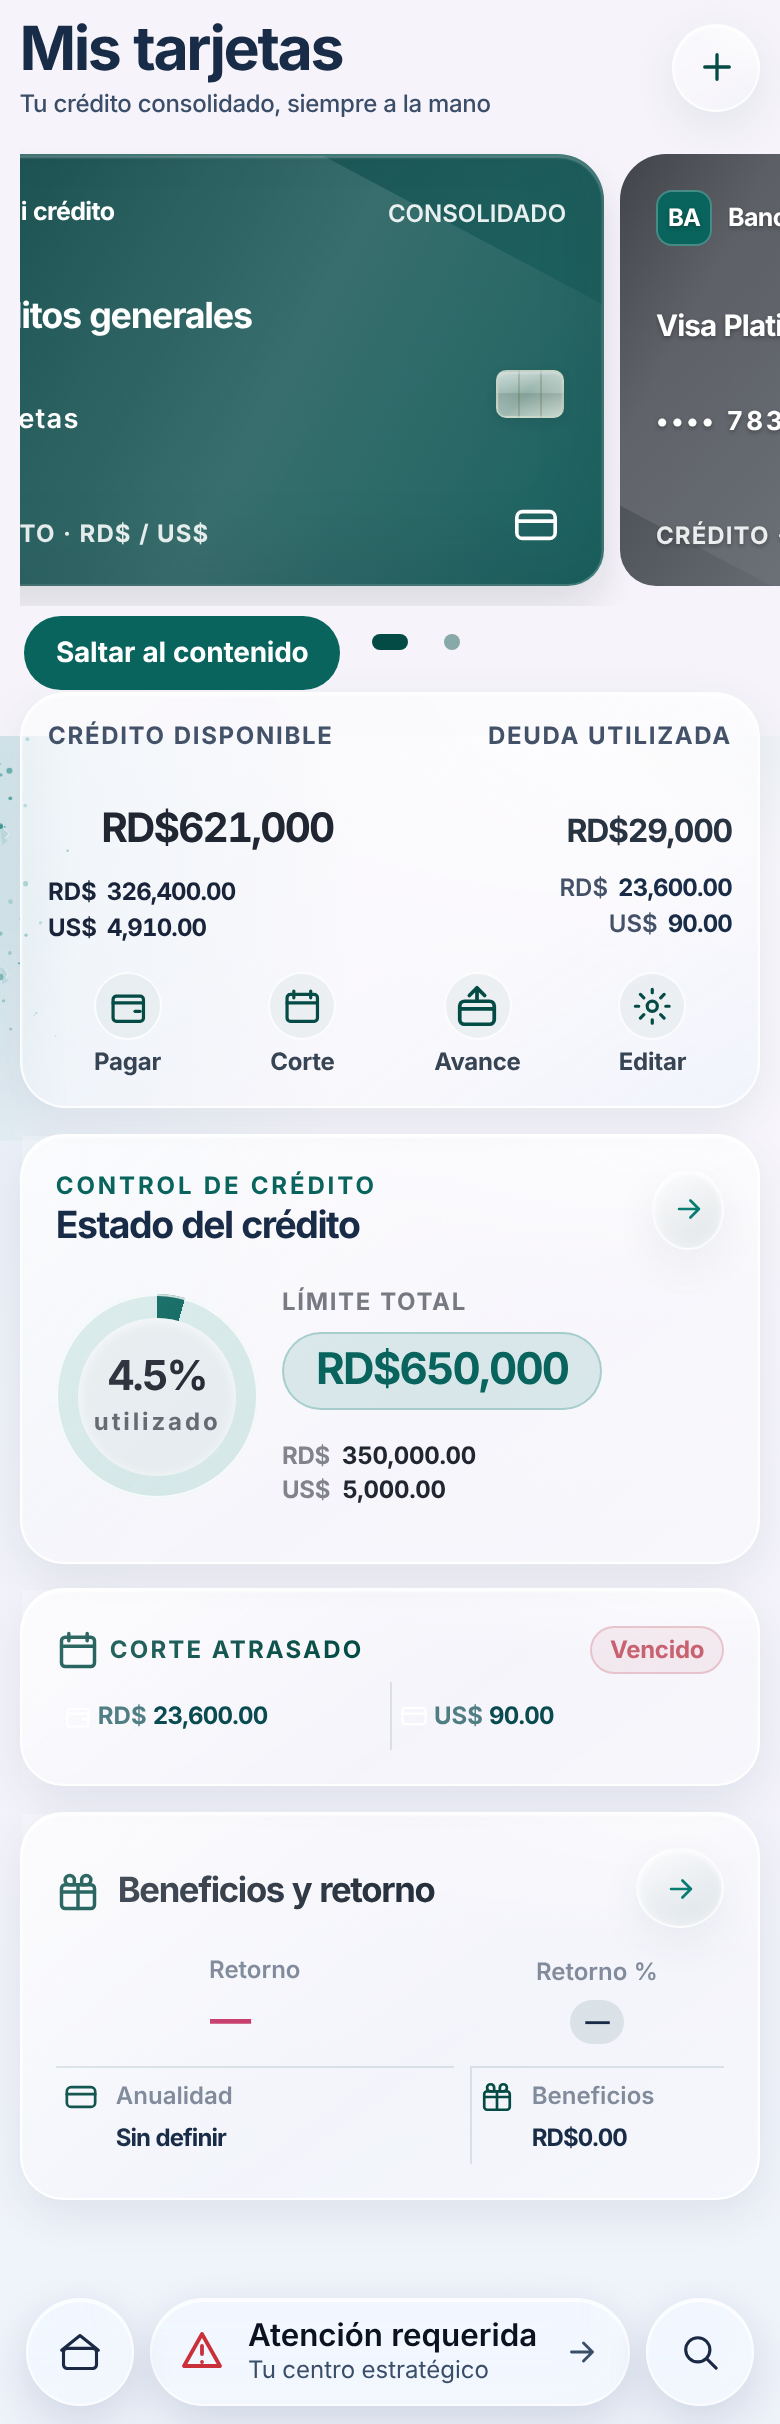 Mis tarjetas
Tu crédito consolidado, siempre a la mano
i crédito
CONSOLIDADO
itos generales
etas
TO · RD$ / US$
BA
Banc
Visa Plati
•••• 783
CRÉDITO ·
Saltar al contenido
CRÉDITO DISPONIBLE
DEUDA UTILIZADA
RD$621,000
RD$29,000
RD$ 326,400.00
RD$ 23,600.00
US$ 4,910.00
US$ 90.00
Pagar
Corte
Avance
Editar
CONTROL DE CRÉDITO
Estado del crédito
LÍMITE TOTAL
4.5%
utilizado
RD$650,000
RD$ 350,000.00
US$ 5,000.00
CORTE ATRASADO
Vencido
RD$ 23,600.00
US$ 90.00
Beneficios y retorno
Retorno
Retorno %
—
—
Anualidad
Sin definir
Beneficios
RD$0.00
Atención requerida
Tu centro estratégico